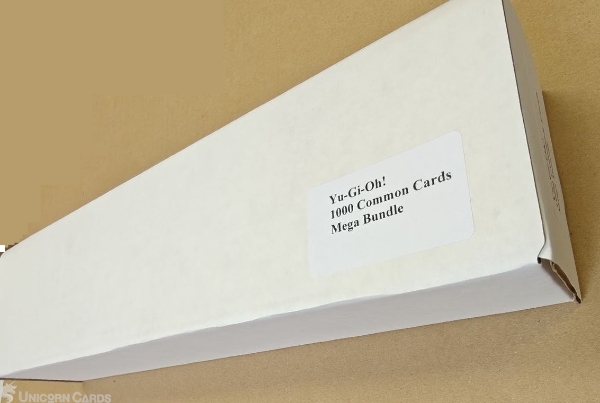 Yu-Gi-Oh!
1000 Common Cards
Mega Bundle
Unicorn Cards